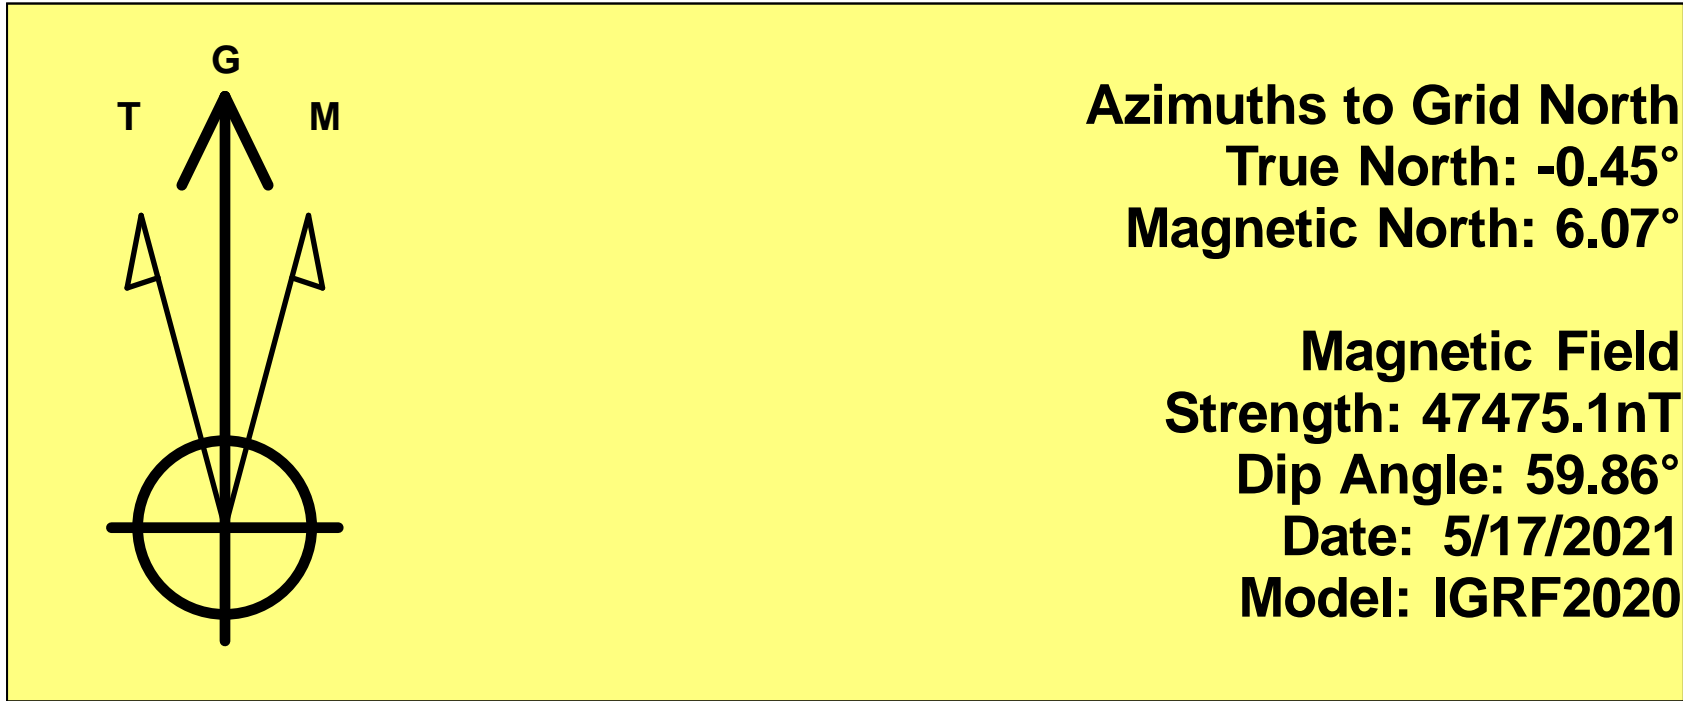 G
T
M
Azimuths to Grid North
True North: -0.45°
Magnetic North: 6.07°
Magnetic Field
Strength: 47475.1nT
Dip Angle: 59.86°
Date: 5/17/2021
Model: IGRF2020